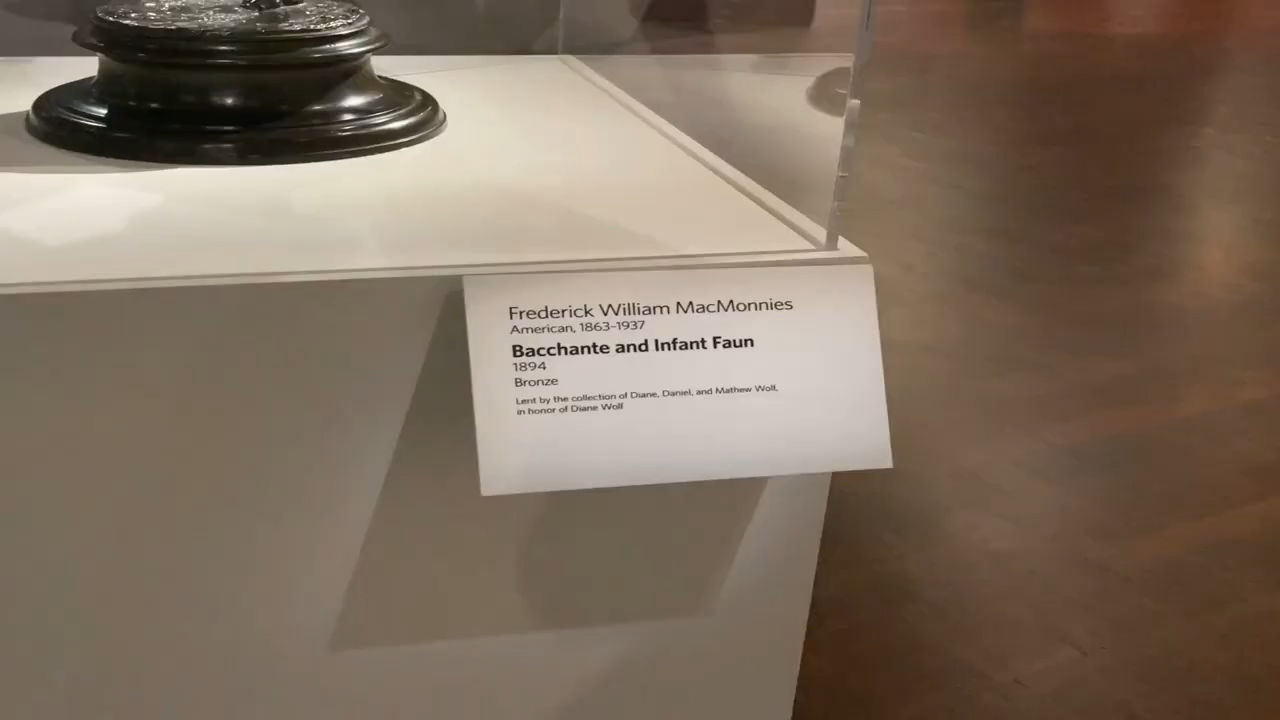 Frederick William MacMonnies
American, 1863-1937
Bacchante and Infant Faun
1894
Bronze
Lent by the collection of Diane, Daniel, and Mathew Wolf,
in honor of Diane Wolf